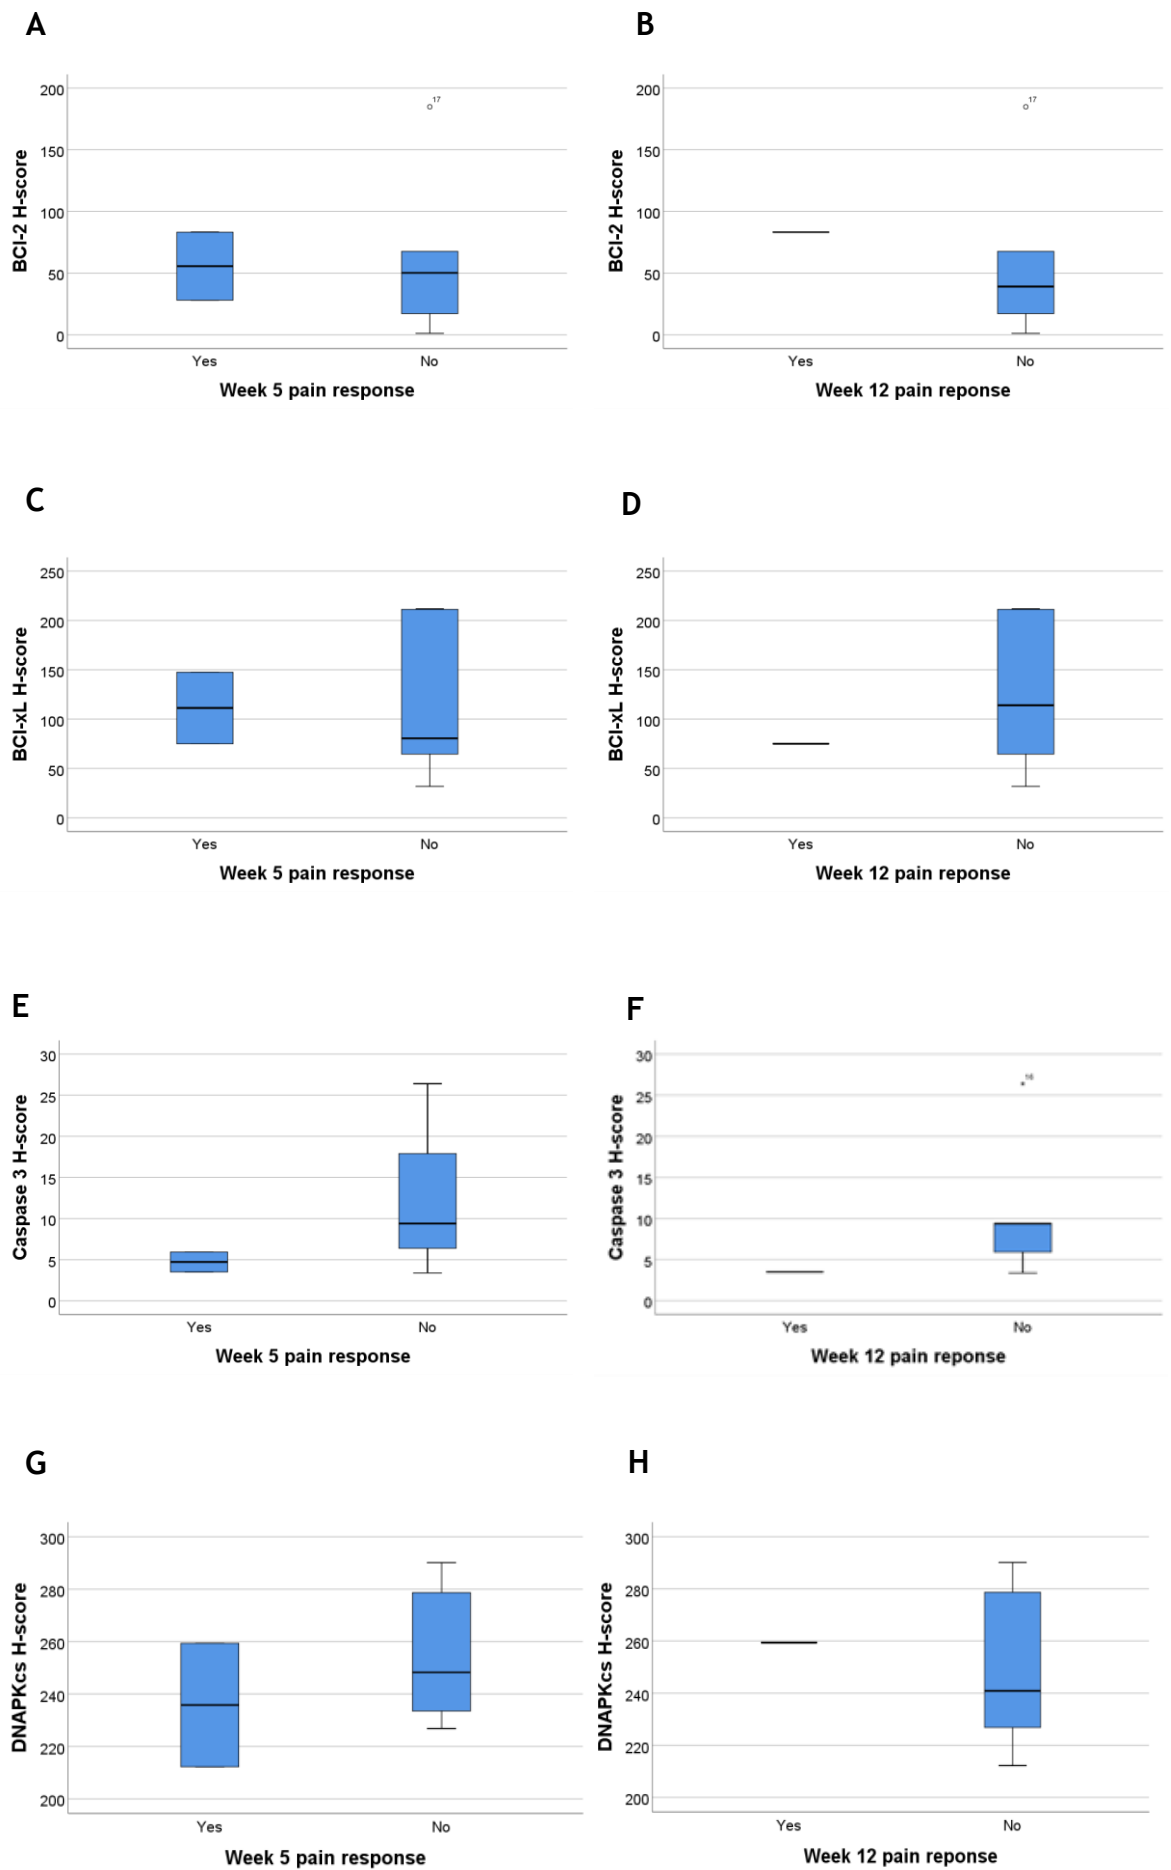 A
BCI-2 H-score
200
150
100
50
0
17
Yes
No
Week 5 pain response
B
BCI-2 H-score
200
150
100
50
0
17
Yes
No
Week 12 pain reponse
C
BCI-xL H-score
250
200
150
100
50
0
Yes
No
Week 5 pain response
D
BCI-xL H-score
250
200
150
100
50
0
Yes
No
Week 12 pain reponse
E
Caspase 3 H-score
30
25
20
15
10
5
0
Yes
No
Week 5 pain response
F
Caspase 3 H-score
30
25
20
15
10
5
0
16
Yes
No
Week 12 pain reponse
G
DNAPKcs H-score
300
280
260
240
220
200
Yes
No
Week 5 pain response
H
DNAPKcs H-score
300
280
260
240
220
200
Yes
No
Week 12 pain reponse